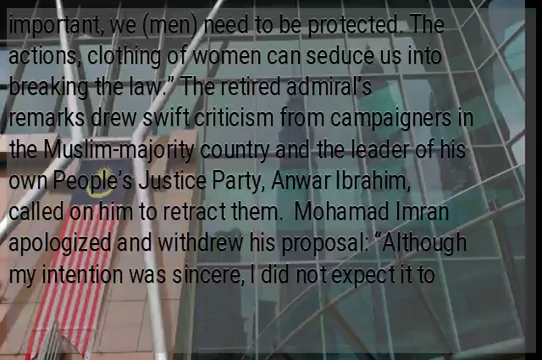 important, we (men) need to be protected. The
actions, clothing of women can seduce us into
breaking the law.” The retired admiral's
remarks drew swift criticism from campaigners in
the Muslim-majority country and the leader of his
own People’s Justice Party, Anwar Ibrahim,
called on him to retract them.  Mohamad Imran
apologized and withdrew his proposal: “Although
my intention was sincere, I did not expect it to